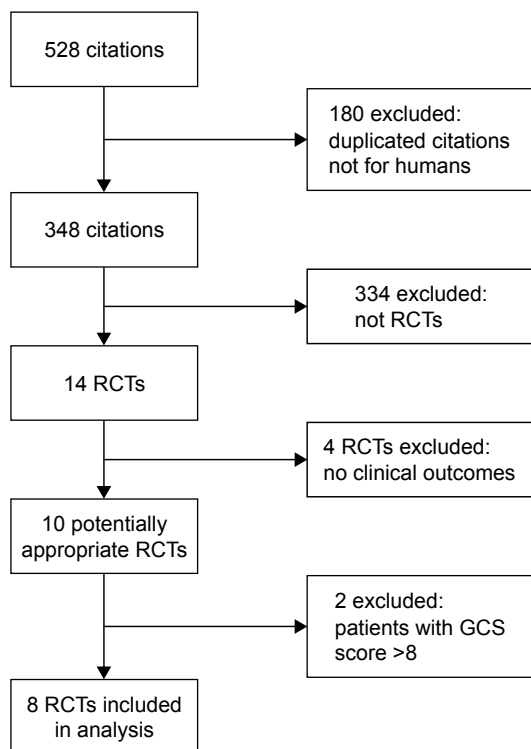 528 citations
180 excluded:
duplicated citations
not for humans
348 citations
334 excluded:
not RCTs
14 RCTs
4 RCTs excluded:
no clinical outcomes
10 potentially
appropriate RCTs
2 excluded:
patients with GCS
score >8
8 RCTs included
in analysis